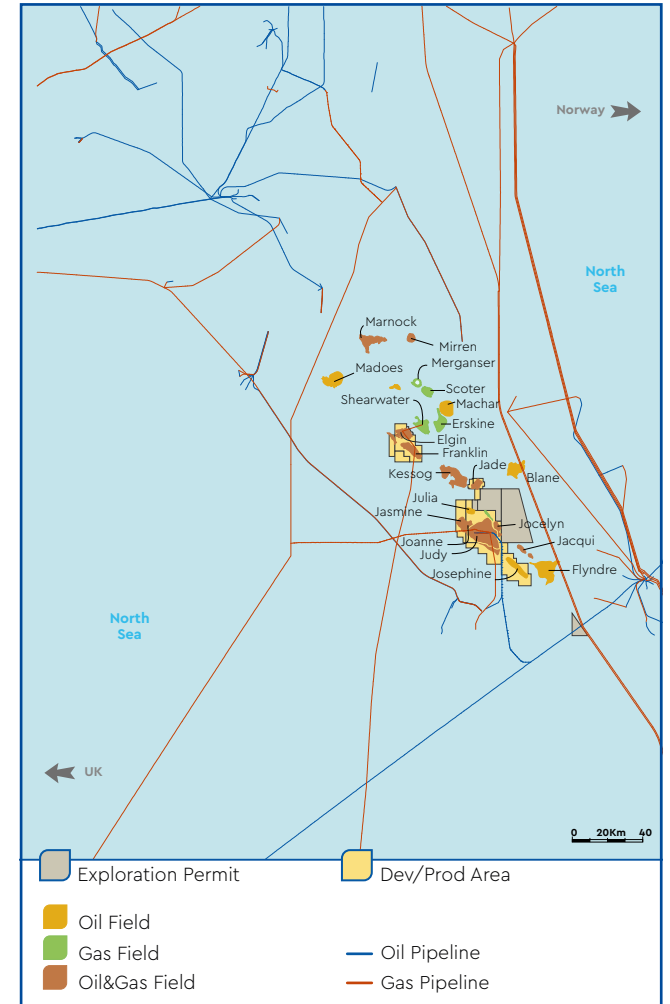 Norway
North
Sea
Marnock
Mirren
Merganser
Madoes
Scoter
Shearwater
Machar
Erskine
Elgin
Franklin
Jade
Kessog
Blane
Julia
Jasmine
Jocelyn
Joanne
Jacqui
Judy
Josephine
Flyndre
North
Sea
UK
0 20Km 40
Exploration Permit
Dev/Prod Area
Oil Field
Gas Field
Oil Pipeline
Oil&Gas Field
Gas Pipeline